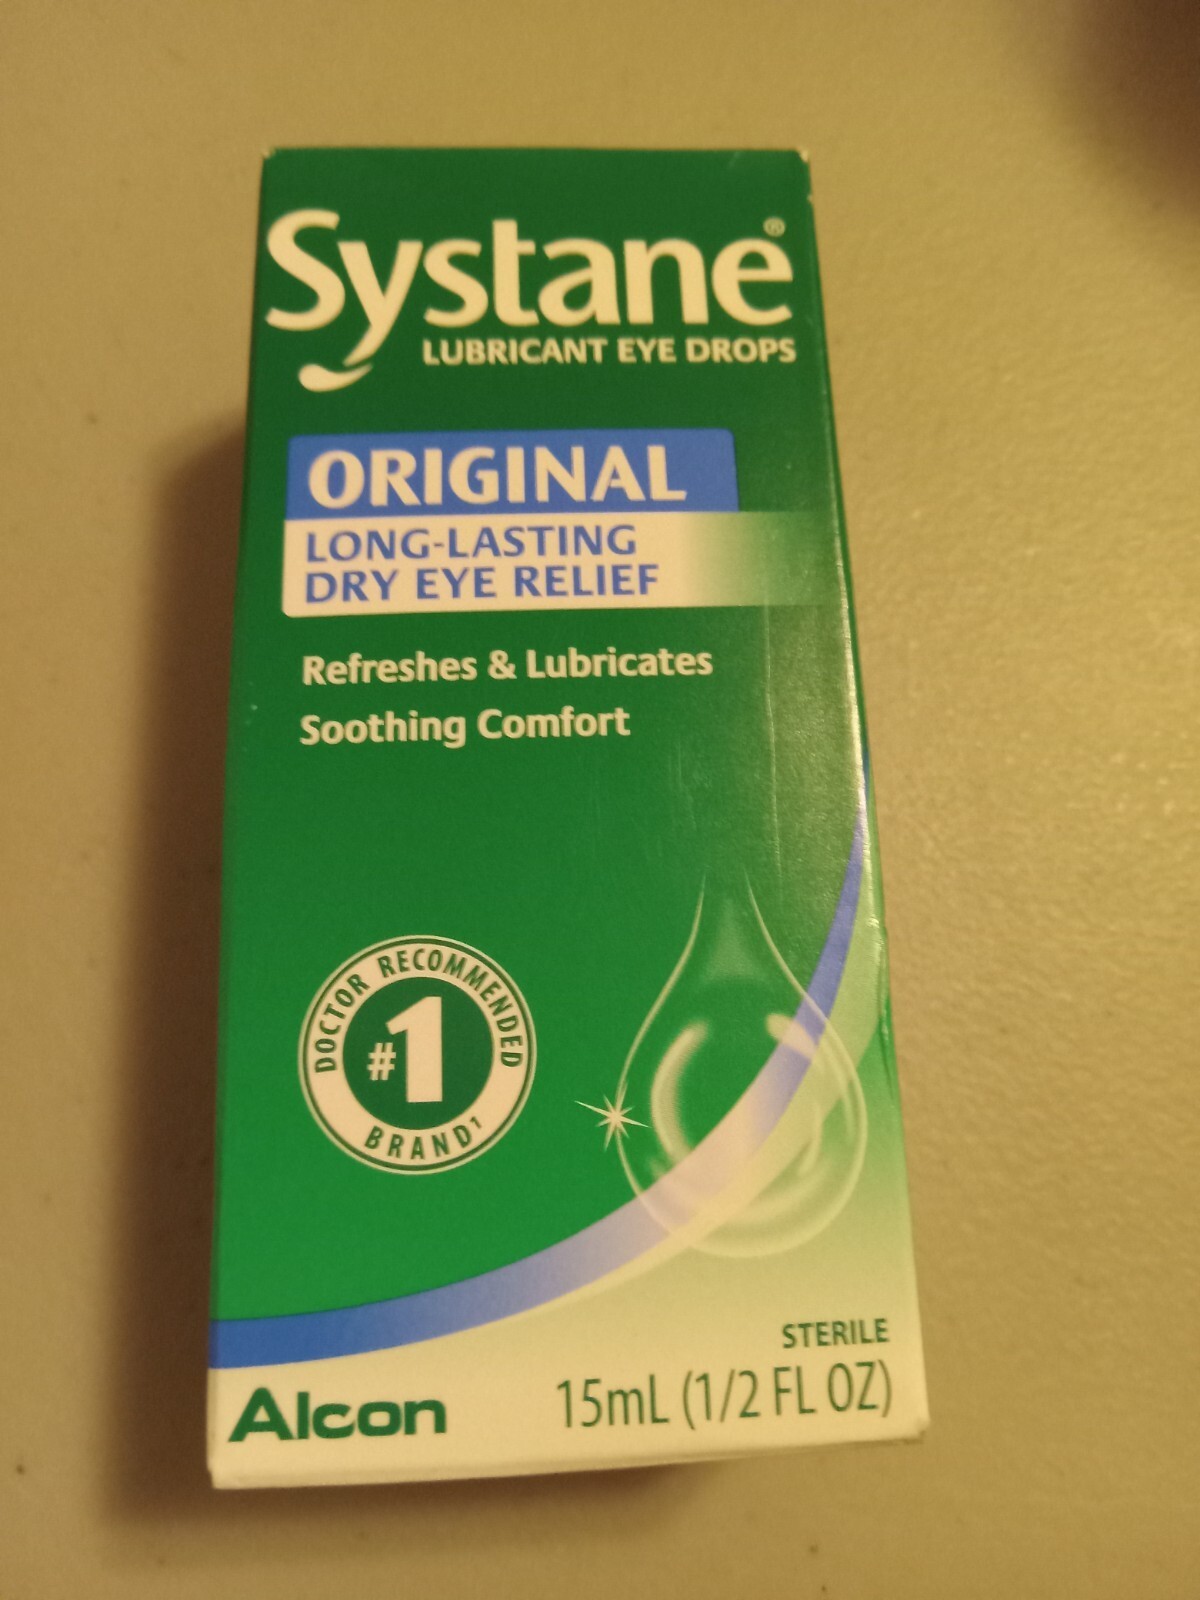 Systane®
LUBRICANT EYE DROPS
ORIGINAL
LONG-LASTING
DRY EYE RELIEF
Refreshes & Lubricates
Soothing Comfort
DOCTOR RECOMMENDED
#1
BRAND¹
STERILE
Alcon
15mL (1/2 FL OZ)